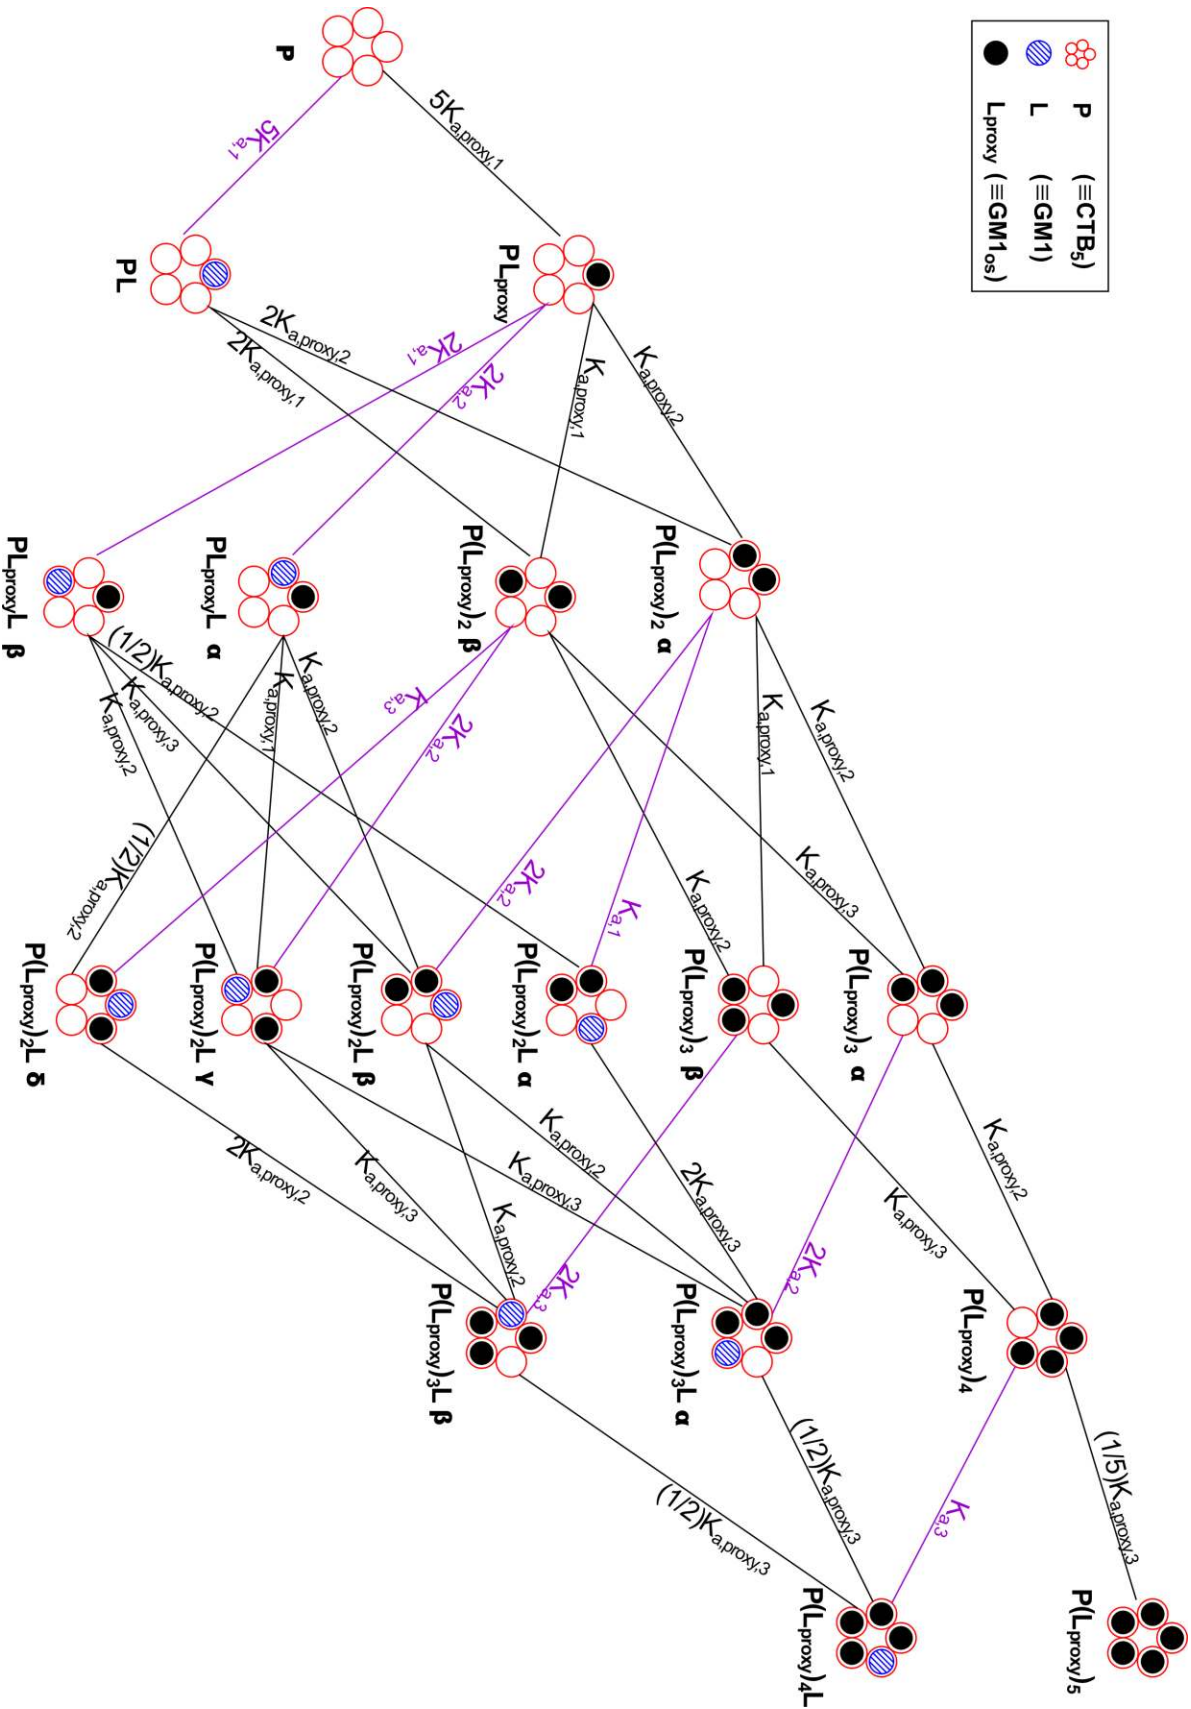 P (≡CTB5)
L (≡GM1)
Lproxy (≡GM1os)
P
5Ka,proxy,1
5Ka,1
PLproxy
PL
Ka,proxy,2
Ka,proxy,1
2Ka,2
2Ka,1
2Ka,proxy,2
2Ka,proxy,1
P(Lproxy)2 α
P(Lproxy)2 β
PLproxyL α
PLproxyL β
Ka,proxy,2
Ka,proxy,1
Ka,proxy,3
Ka,proxy,2
Ka,1
2Ka,2
2Ka,2
Ka,3
Ka,proxy,2
Ka,proxy,1
(1/2)Ka,proxy,2
(1/2)Ka,proxy,2
Ka,proxy,3
Ka,proxy,2
P(Lproxy)3 α
P(Lproxy)3 β
P(Lproxy)2L α
P(Lproxy)2L β
P(Lproxy)2L γ
P(Lproxy)2L δ
Ka,proxy,2
Ka,proxy,3
2Ka,2
2Ka,proxy,3
Ka,proxy,2
Ka,proxy,3
Ka,proxy,2
2Ka,3
Ka,proxy,3
2Ka,proxy,2
P(Lproxy)4
P(Lproxy)3L α
P(Lproxy)3L β
(1/5)Ka,proxy,3
Ka,3
(1/2)Ka,proxy,3
(1/2)Ka,proxy,3
P(Lproxy)5
P(Lproxy)4L